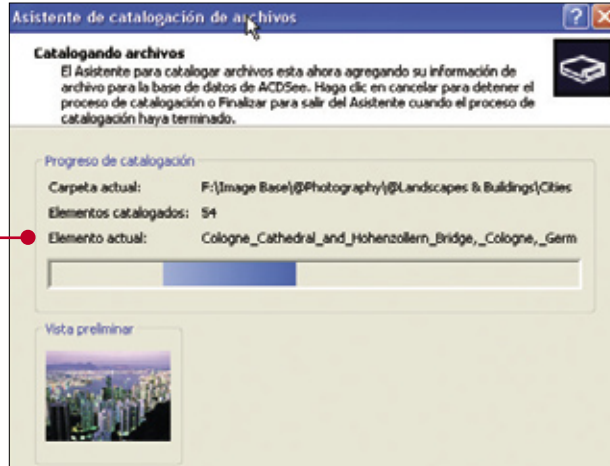 Asistente de catalogación de archivos
Catalogando archivos
El Asistente para catalogar archivos esta ahora agregando su información de
archivo para la base de datos de ACDSee. Haga clic en cancelar para detener el
proceso de catalogación o Finalizar para salir del Asistente cuando el proceso de
catalogación haya terminado.
Progreso de catalogación
Carpeta actual: F:\Image Base\@Photography\@Landscapes & Buildings\Cities
Elementos catalogados: 54
Elemento actual: Cologne_Cathedral_and_Hohenzollern_Bridge,_Cologne,_Germ
Vista preliminar